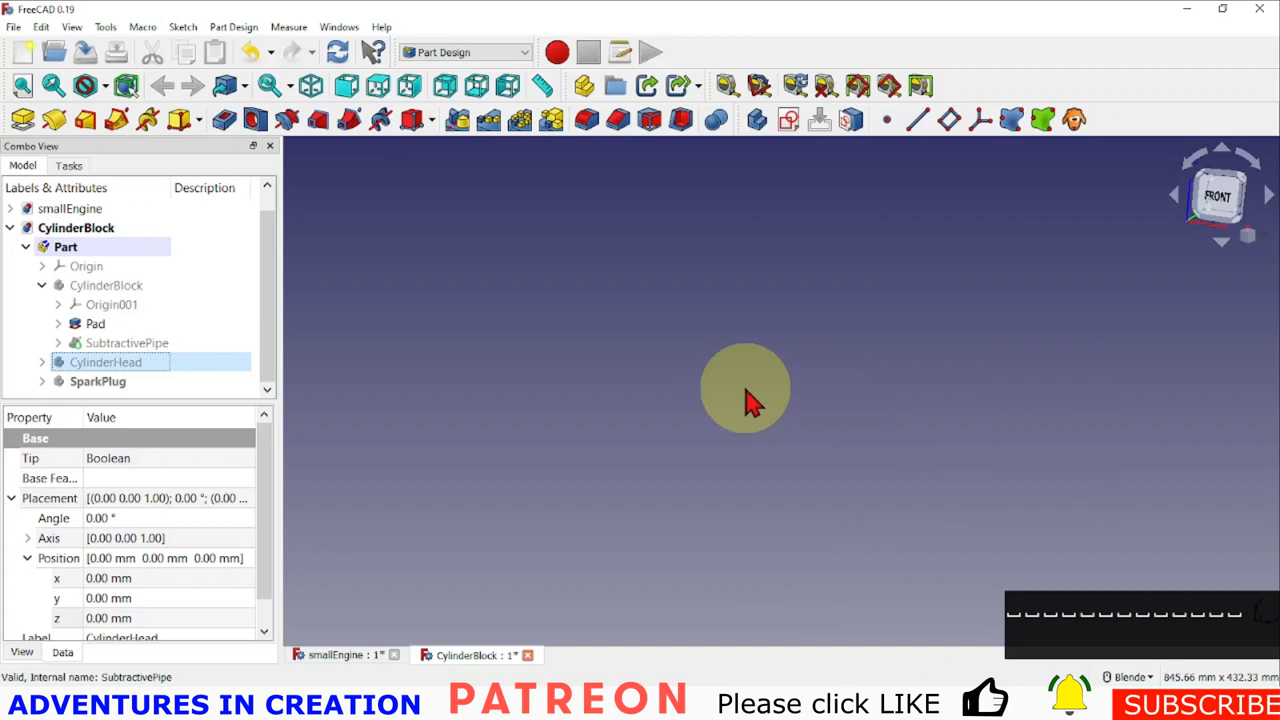 FreeCAD 0.19
File Edit View Tools Macro Sketch Part Design Measure Windows Help
Part Design
Combo View
Model Tasks
Labels & Attributes Description
smallEngine
CylinderBlock
Part
Origin
CylinderBlock
Origin001
Pad
SubtractivePipe
CylinderHead
SparkPlug
Property Value
Base
Tip Boolean
Base Fea...
Placement [(0.00 0.00 1.00); 0.00 °; (0.00 ...
Angle 0.00 °
Axis [0.00 0.00 1.00]
Position [0.00 mm 0.00 mm 0.00 mm]
x 0.00 mm
y 0.00 mm
z 0.00 mm
Label CylinderHead
View Data
FRONT
smallEngine : 1* CylinderBlock : 1*
Valid, Internal name: SubtractivePipe
Blende 845.66 mm x 432.33 mm
ADVENTURES IN CREATION PATREON Please click LIKE SUBSCRIBE